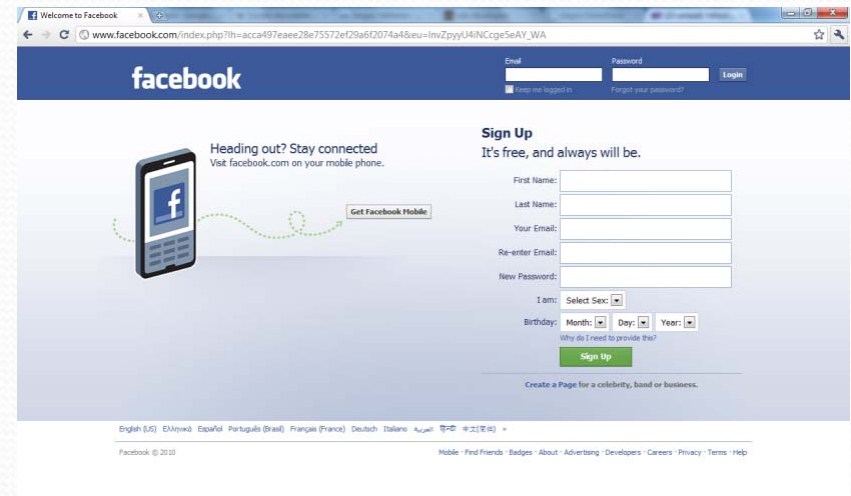 Welcome to Facebook
www.facebook.com/index.php?lh=acca497eaee28e75572ef29a6f2074a4&eu=InvZpyyU4iNCcge5eAY_WA
facebook
Email
Password
Login
Keep me logged in
Forgot your password?
Heading out? Stay connected
Visit facebook.com on your mobile phone.
Get Facebook Mobile
Sign Up
It's free, and always will be.
First Name:
Last Name:
Your Email:
Re-enter Email:
New Password:
I am: Select Sex:
Birthday: Month: Day: Year:
Why do I need to provide this?
Sign Up
Create a Page for a celebrity, band or business.
English (US) Ελληνικά Español Português (Brasil) Français (France) Deutsch Italiano العربية हिन्दी 中文(简体) »
Facebook © 2010
Mobile · Find Friends · Badges · About · Advertising · Developers · Careers · Privacy · Terms · Help